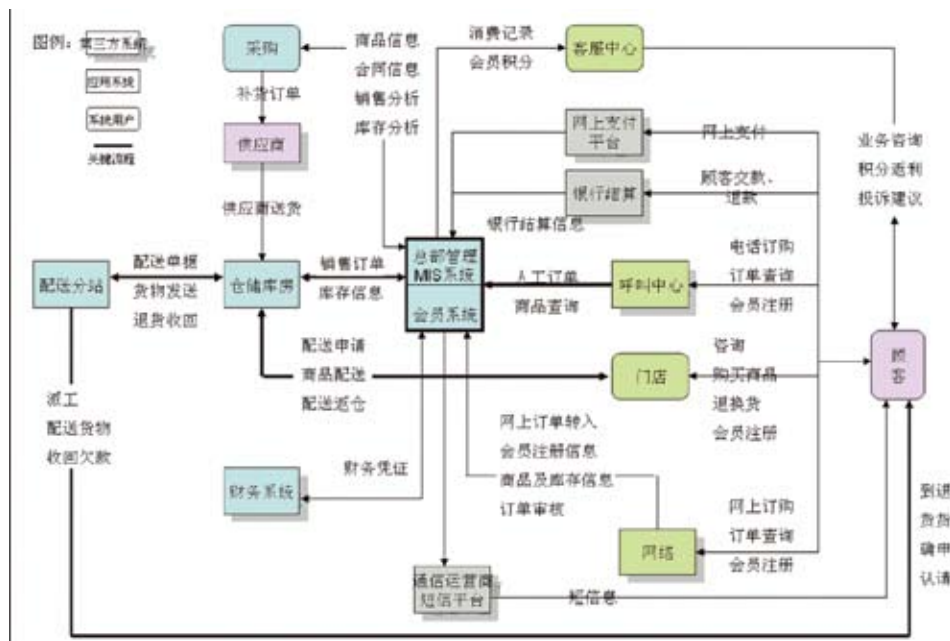 图例：
第三方系统
应用系统
系统用户
关键流程
采购
补货订单
供应商
供应商送货
商品信息
合同信息
销售分析
库存分析
消费记录
会员积分
客服中心
网上支付
平台
网上支付
银行结算
顾客交款、
退款
银行结算信息
业务咨询
积分返利
投诉建议
配送分站
配送单据
货物发送
退货收回
仓储库房
销售订单
库存信息
总部管理
MIS系统
会员系统
人工订单
商品查询
呼叫中心
电话订购
订单查询
会员注册
顾
客
配送申请
商品配送
配送返仓
门店
咨询
购买商品
退换货
会员注册
派工
配送货物
收回欠款
网上订单转入
会员注册信息
商品及库存信息
订单审核
财务凭证
财务系统
网络
网上订购
订单查询
会员注册
通信运营商
短信平台
短信息
到退
货货
确申
认请